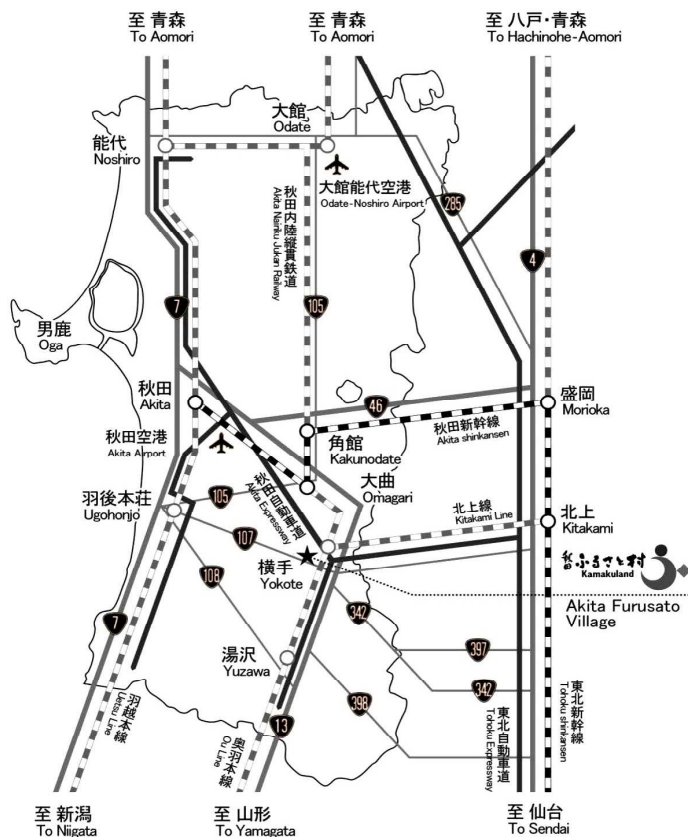 至 青森
To Aomori
至 青森
To Aomori
至 八戸・青森
To Hachinohe-Aomori
大館
Odate
能代
Noshiro
大館能代空港
Odate-Noshiro Airport
秋田内陸縦貫鉄道
Akita Nairiku Jukan Railway
285
4
7
105
男鹿
Oga
秋田
Akita
46
盛岡
Morioka
秋田新幹線
Akita shinkansen
角館
Kakunodate
秋田空港
Akita Airport
大曲
Omagari
秋田自動車道
Akita Expressway
105
羽後本荘
Ugohonjo
北上線
Kitakami Line
北上
Kitakami
107
横手
Yokote
ふるさと村
Kamakuland
108
Akita Furusato
Village
342
7
397
湯沢
Yuzawa
342
398
13
羽越本線
Uetsu Line
奥羽本線
Ou Line
東北自動車道
Tohoku Expressway
東北新幹線
Tohoku shinkansen
至 新潟
To Niigata
至 山形
To Yamagata
至 仙台
To Sendai